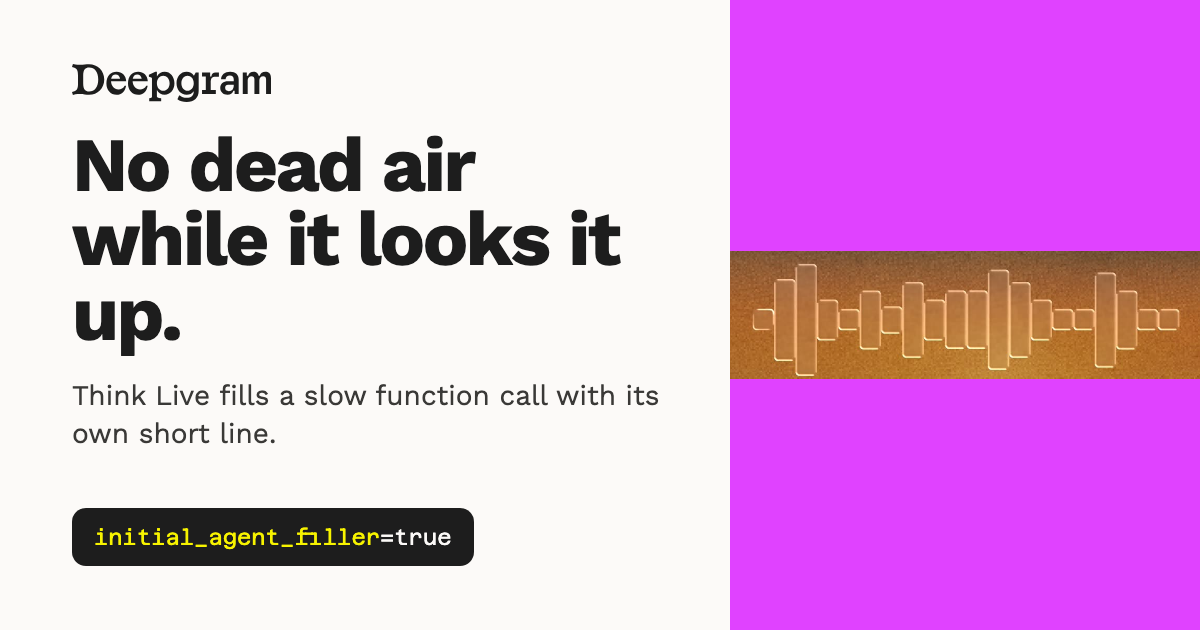 Deepgram
No dead air
while it looks it
up.
Think Live fills a slow function call with its
own short line.
initial_agent_filler=true